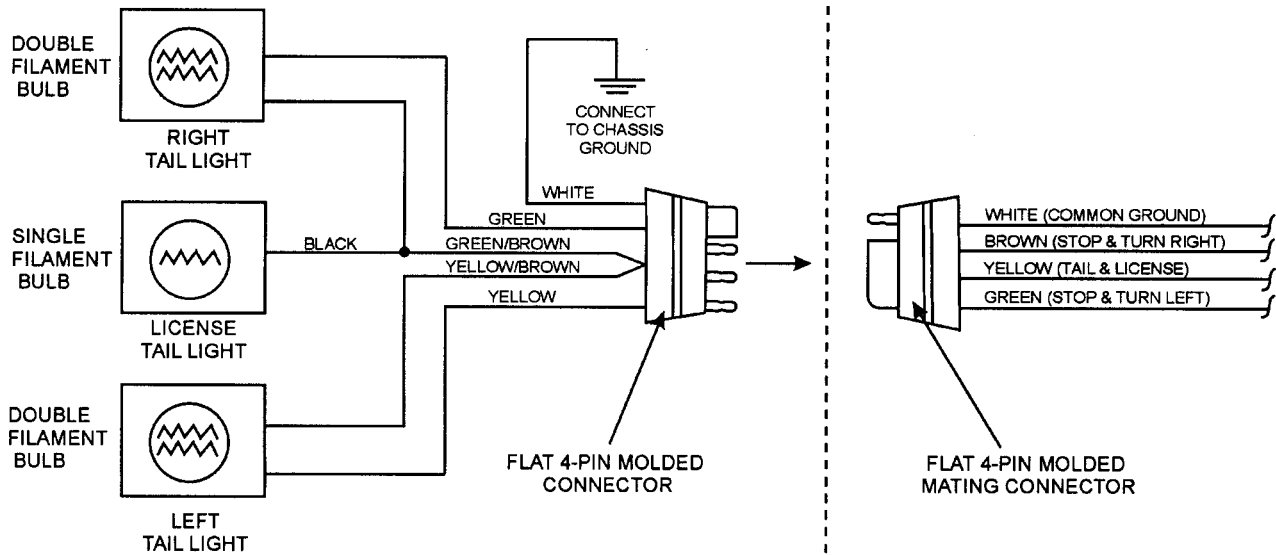 DOUBLE
FILAMENT
BULB
RIGHT
TAIL LIGHT
SINGLE
FILAMENT
BULB
LICENSE
TAIL LIGHT
DOUBLE
FILAMENT
BULB
LEFT
TAIL LIGHT
BLACK
CONNECT
TO CHASSIS
GROUND
WHITE
GREEN
GREEN/BROWN
YELLOW/BROWN
YELLOW
FLAT 4-PIN MOLDED
CONNECTOR
WHITE (COMMON GROUND)
BROWN (STOP & TURN RIGHT)
YELLOW (TAIL & LICENSE)
GREEN (STOP & TURN LEFT)
FLAT 4-PIN MOLDED
MATING CONNECTOR